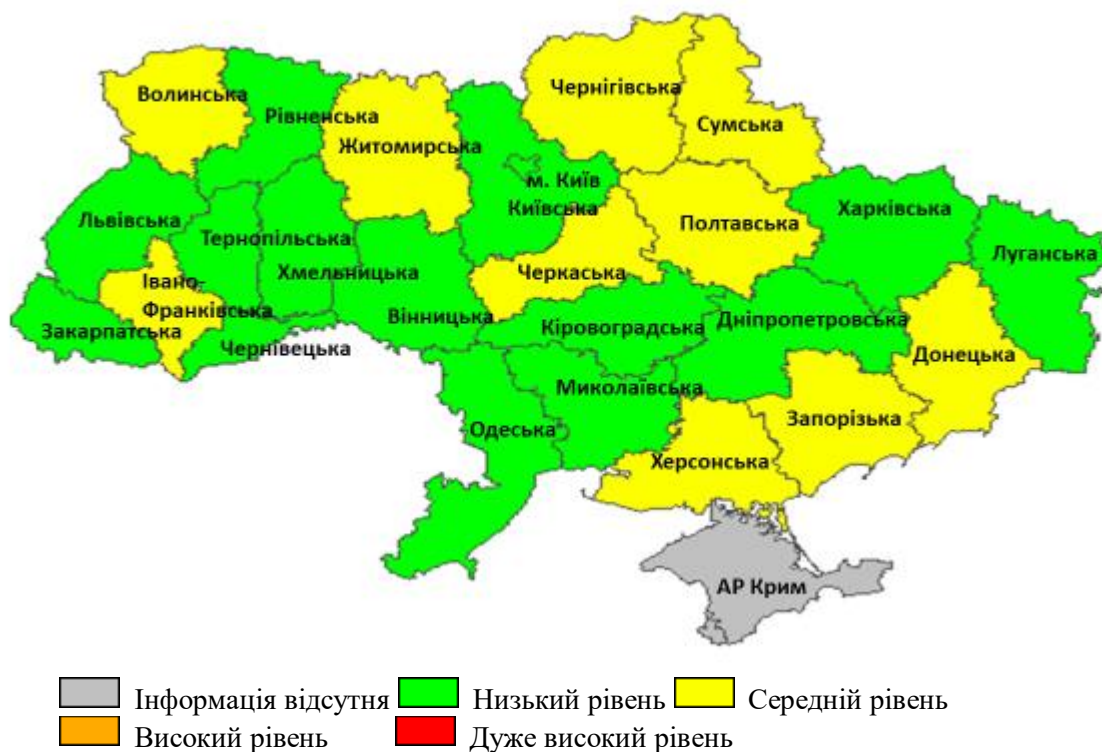 Чернігівська
Волинська
Рівненська
Сумська
Житомирська
м. Київ
Київська
Львівська
Тернопільська
Полтавська
Харківська
Луганська
Івано-
Франківська
Хмельницька
Черкаська
Закарпатська
Вінницька
Кіровоградська
Дніпропетровська
Чернівецька
Донецька
Миколаївська
Запорізька
Одеська
Херсонська
АР Крим
Інформація відсутня Низький рівень Середній рівень
Високий рівень Дуже високий рівень